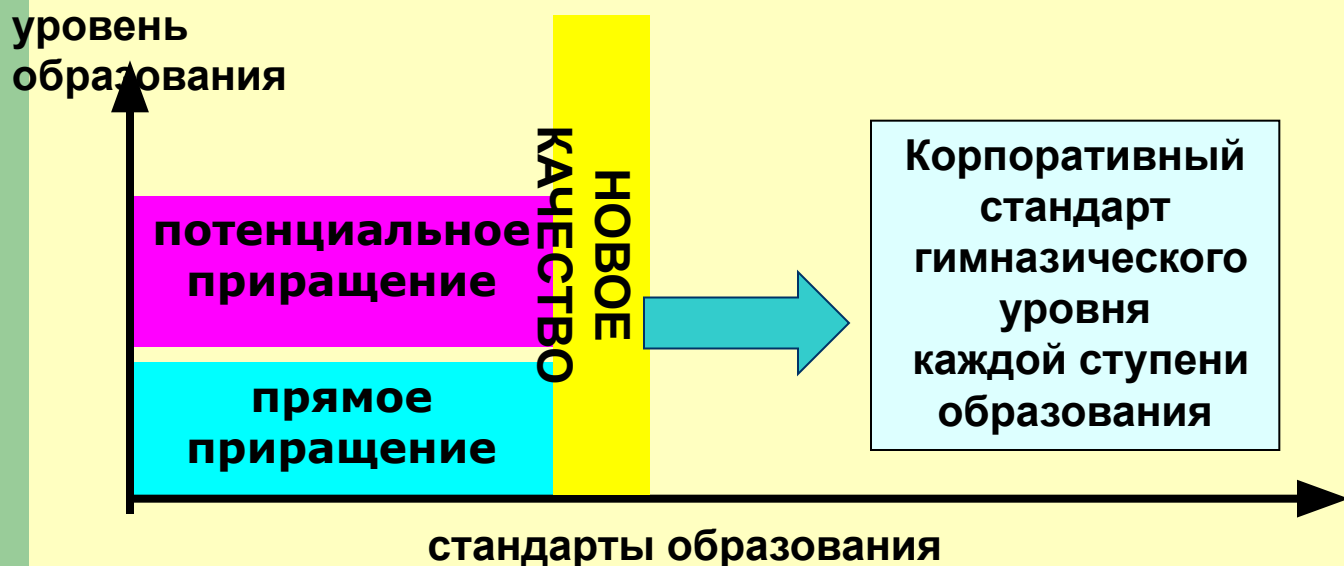 уровень
образования
потенциальное
приращение
прямое
приращение
НОВОЕ
КАЧЕСТВО
Корпоративный
стандарт
гимназического
уровня
каждой ступени
образования
стандарты образования